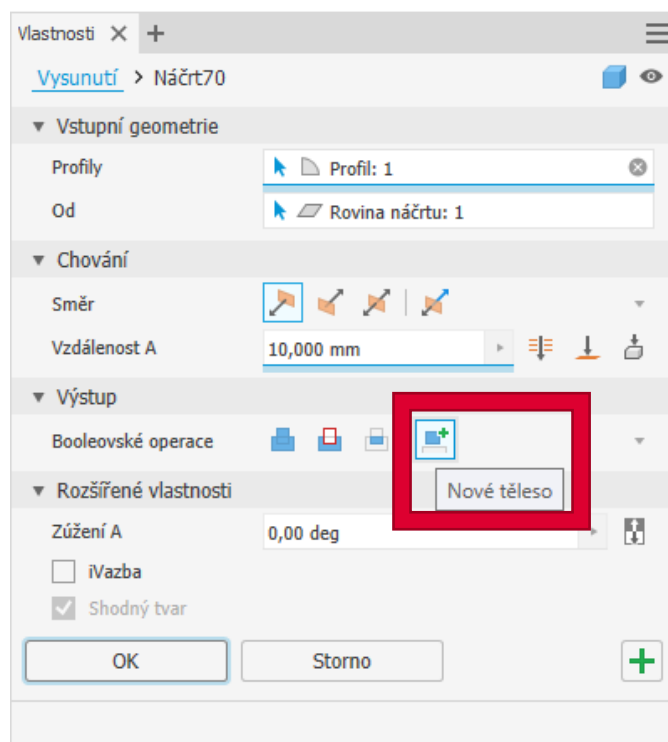 Vlastnosti
Vysunutí > Náčrt70
Vstupní geometrie
Profily Profil: 1
Od Rovina náčrtu: 1
Chování
Směr
Vzdálenost A 10,000 mm
Výstup
Booleovské operace
Nové těleso
Rozšířené vlastnosti
Zúžení A 0,00 deg
iVazba
Shodný tvar
OK Storno